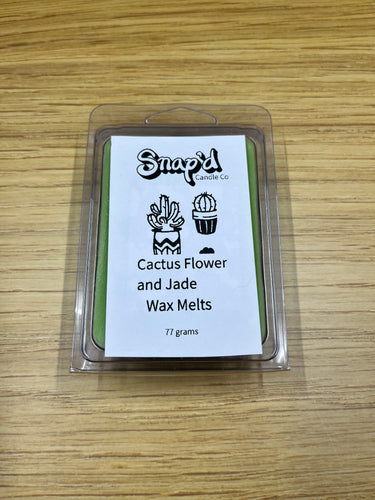 Snap'd
Candle Co
Cactus Flower
and Jade
Wax Melts
77 grams